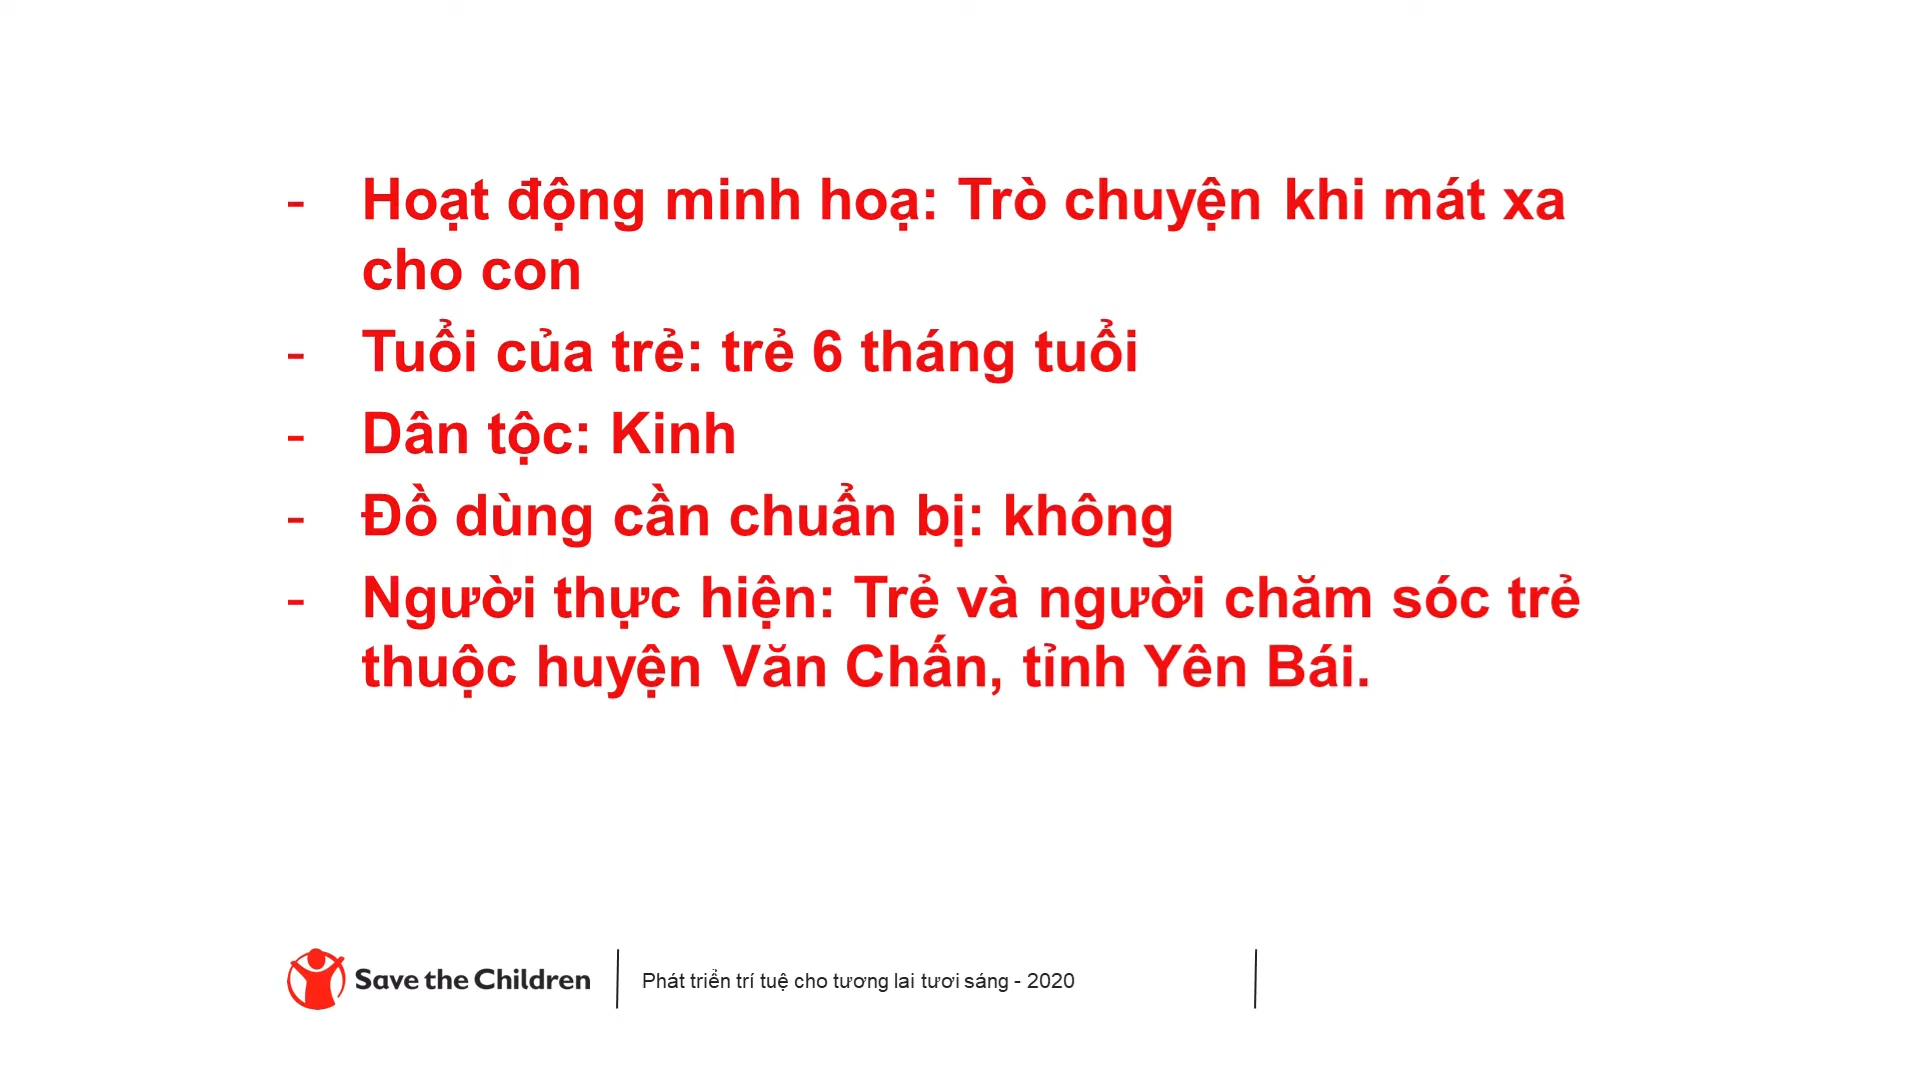 - Hoạt động minh hoạ: Trò chuyện khi mát xa
cho con
- Tuổi của trẻ: trẻ 6 tháng tuổi
- Dân tộc: Kinh
- Đồ dùng cần chuẩn bị: không
- Người thực hiện: Trẻ và người chăm sóc trẻ
thuộc huyện Văn Chấn, tỉnh Yên Bái.
Save the Children
Phát triển trí tuệ cho tương lai tươi sáng - 2020